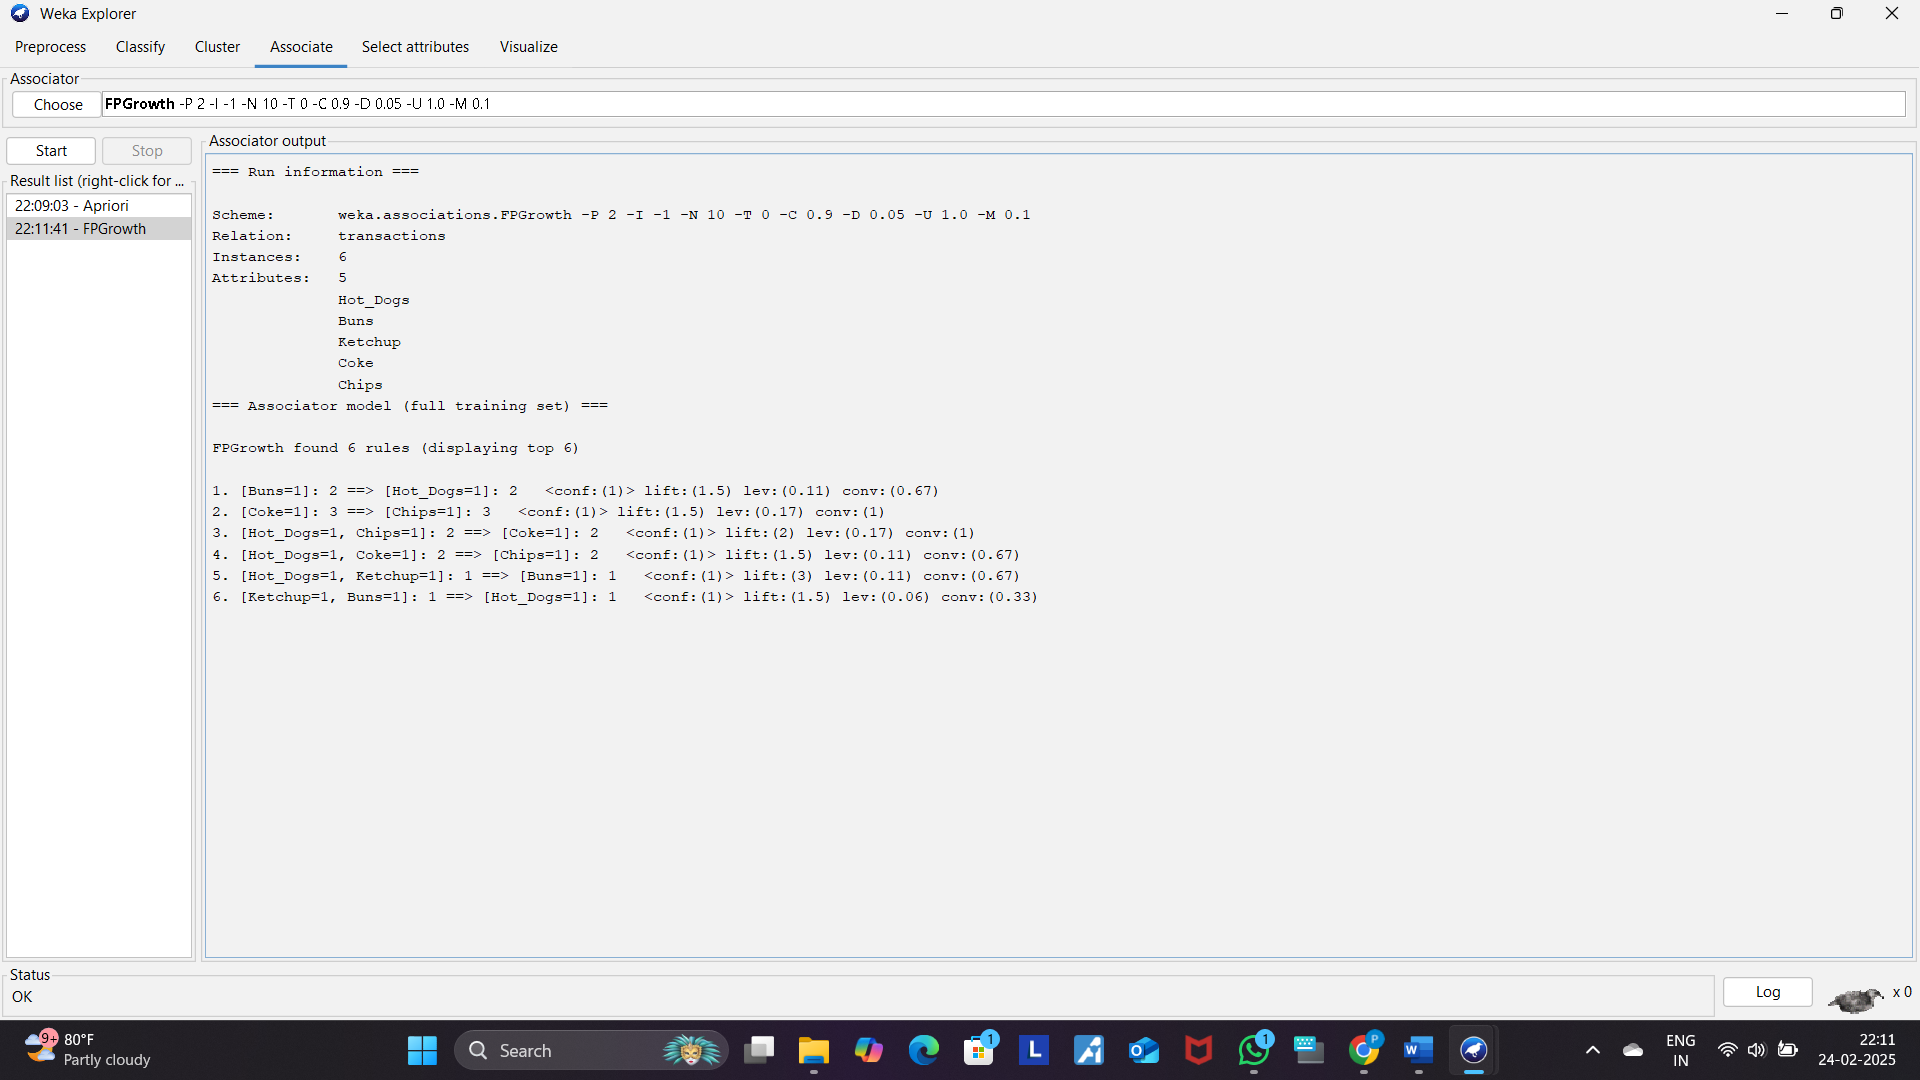 Weka Explorer
Preprocess Classify Cluster Associate Select attributes Visualize
Associator
Choose FPGrowth -P 2 -I -1 -N 10 -T 0 -C 0.9 -D 0.05 -U 1.0 -M 0.1
Start Stop
Result list (right-click for ...
22:09:03 - Apriori
22:11:41 - FPGrowth
Associator output
=== Run information ===
Scheme: weka.associations.FPGrowth -P 2 -I -1 -N 10 -T 0 -C 0.9 -D 0.05 -U 1.0 -M 0.1
Relation: transactions
Instances: 6
Attributes: 5
Hot_Dogs
Buns
Ketchup
Coke
Chips
=== Associator model (full training set) ===
FPGrowth found 6 rules (displaying top 6)
1. [Buns=1]: 2 ==> [Hot_Dogs=1]: 2 <conf:(1)> lift:(1.5) lev:(0.11) conv:(0.67)
2. [Coke=1]: 3 ==> [Chips=1]: 3 <conf:(1)> lift:(1.5) lev:(0.17) conv:(1)
3. [Hot_Dogs=1, Chips=1]: 2 ==> [Coke=1]: 2 <conf:(1)> lift:(2) lev:(0.17) conv:(1)
4. [Hot_Dogs=1, Coke=1]: 2 ==> [Chips=1]: 2 <conf:(1)> lift:(1.5) lev:(0.11) conv:(0.67)
5. [Hot_Dogs=1, Ketchup=1]: 1 ==> [Buns=1]: 1 <conf:(1)> lift:(3) lev:(0.11) conv:(0.67)
6. [Ketchup=1, Buns=1]: 1 ==> [Hot_Dogs=1]: 1 <conf:(1)> lift:(1.5) lev:(0.06) conv:(0.33)
Status
OK
Log
x 0
9+
80°F
Partly cloudy
Search
1
L
1
P
W
ENG
IN
22:11
24-02-2025